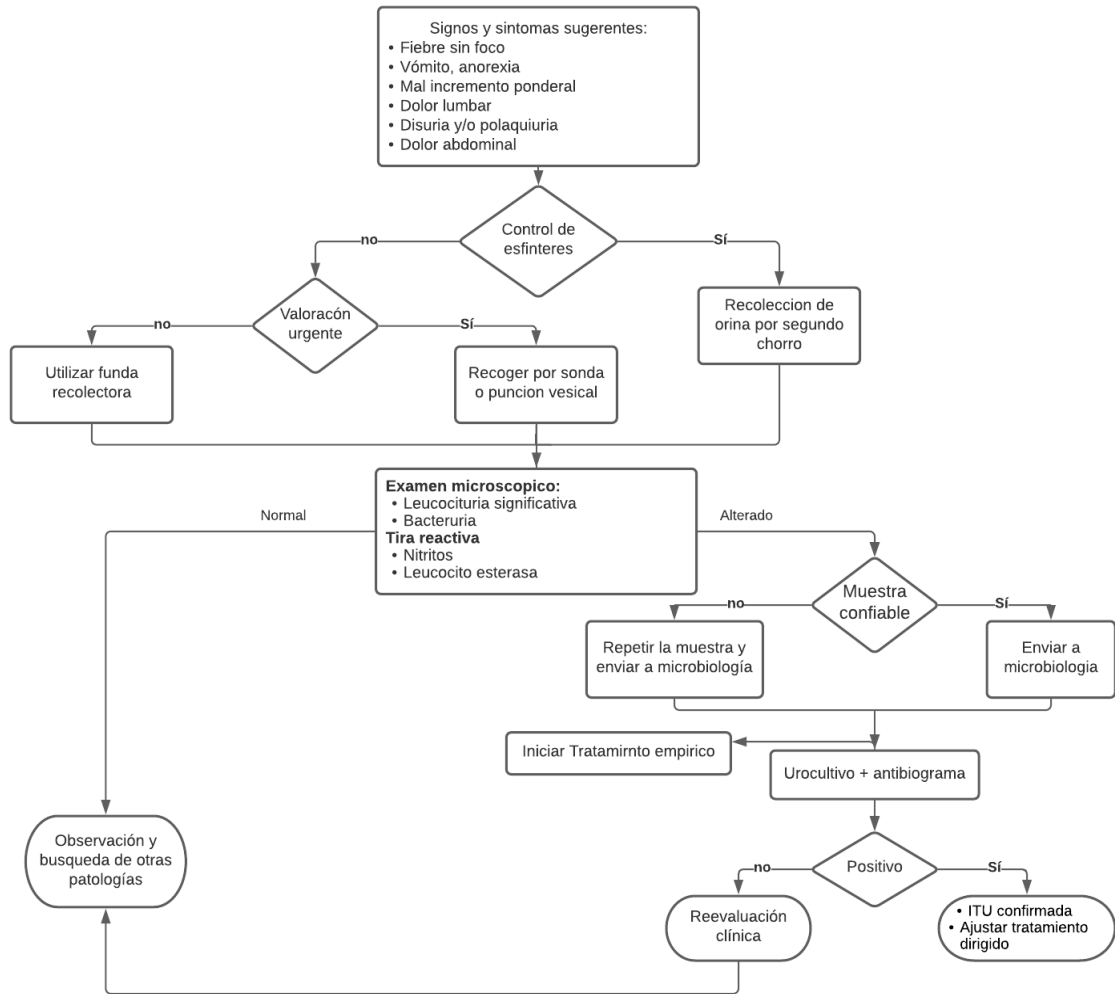 Signos y sintomas sugerentes:
• Fiebre sin foco
• Vómito, anorexia
• Mal incremento ponderal
• Dolor lumbar
• Disuria y/o polaquiuria
• Dolor abdominal
Control de
esfinteres
no
Sí
Valoracón
urgente
no
Sí
Recoleccion de
orina por segundo
chorro
Utilizar funda
recolectora
Recoger por sonda
o puncion vesical
Examen microscopico:
• Leucocituria significativa
• Bacteruria
Tira reactiva
• Nitritos
• Leucocito esterasa
Normal
Alterado
Muestra
confiable
no
Sí
Repetir la muestra y
enviar a microbiología
Enviar a
microbiologia
Iniciar Tratamirnto empirico
Urocultivo + antibiograma
Observación y
busqueda de otras
patologías
Positivo
no
Sí
Reevaluación
clínica
• ITU confirmada
• Ajustar tratamiento
dirigido